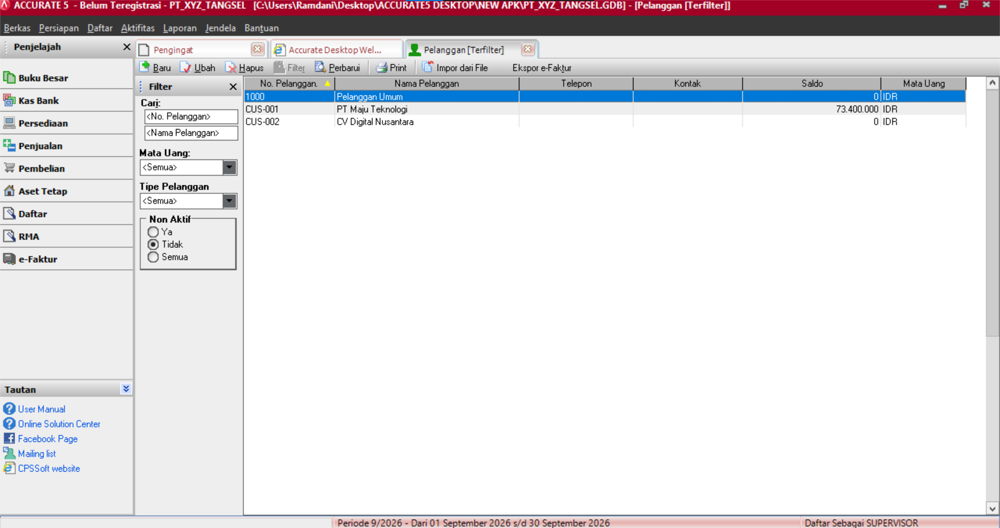 ACCURATE 5 - Belum Teregistrasi - PT_XYZ_TANGSEL [C:\Users\Ramdani\Desktop\ACCURATE5 DESKTOP\NEW APK\PT_XYZ_TANGSEL.GDB] - [Pelanggan [Terfilter]]
Berkas Persiapan Daftar Aktifitas Laporan Jendela Bantuan
Penjelajah
Pengingat
Accurate Desktop Wel...
Pelanggan [Terfilter]
Baru Ubah Hapus Filter Perbarui Print Impor dari File Ekspor e-Faktur
Buku Besar
Kas Bank
Persediaan
Penjualan
Pembelian
Aset Tetap
Daftar
RMA
e-Faktur
Filter
Cari:
<No. Pelanggan>
<Nama Pelanggan>
Mata Uang:
<Semua>
Tipe Pelanggan
<Semua>
Non Aktif
Ya
Tidak
Semua
No. Pelanggan. Nama Pelanggan Telepon Kontak Saldo Mata Uang
1000 Pelanggan Umum 0 IDR
CUS-001 PT Maju Teknologi 73.400.000 IDR
CUS-002 CV Digital Nusantara 0 IDR
Tautan
User Manual
Online Solution Center
Facebook Page
Mailing list
CPSSoft website
Periode 9/2026 - Dari 01 September 2026 s/d 30 September 2026
Daftar Sebagai SUPERVISOR